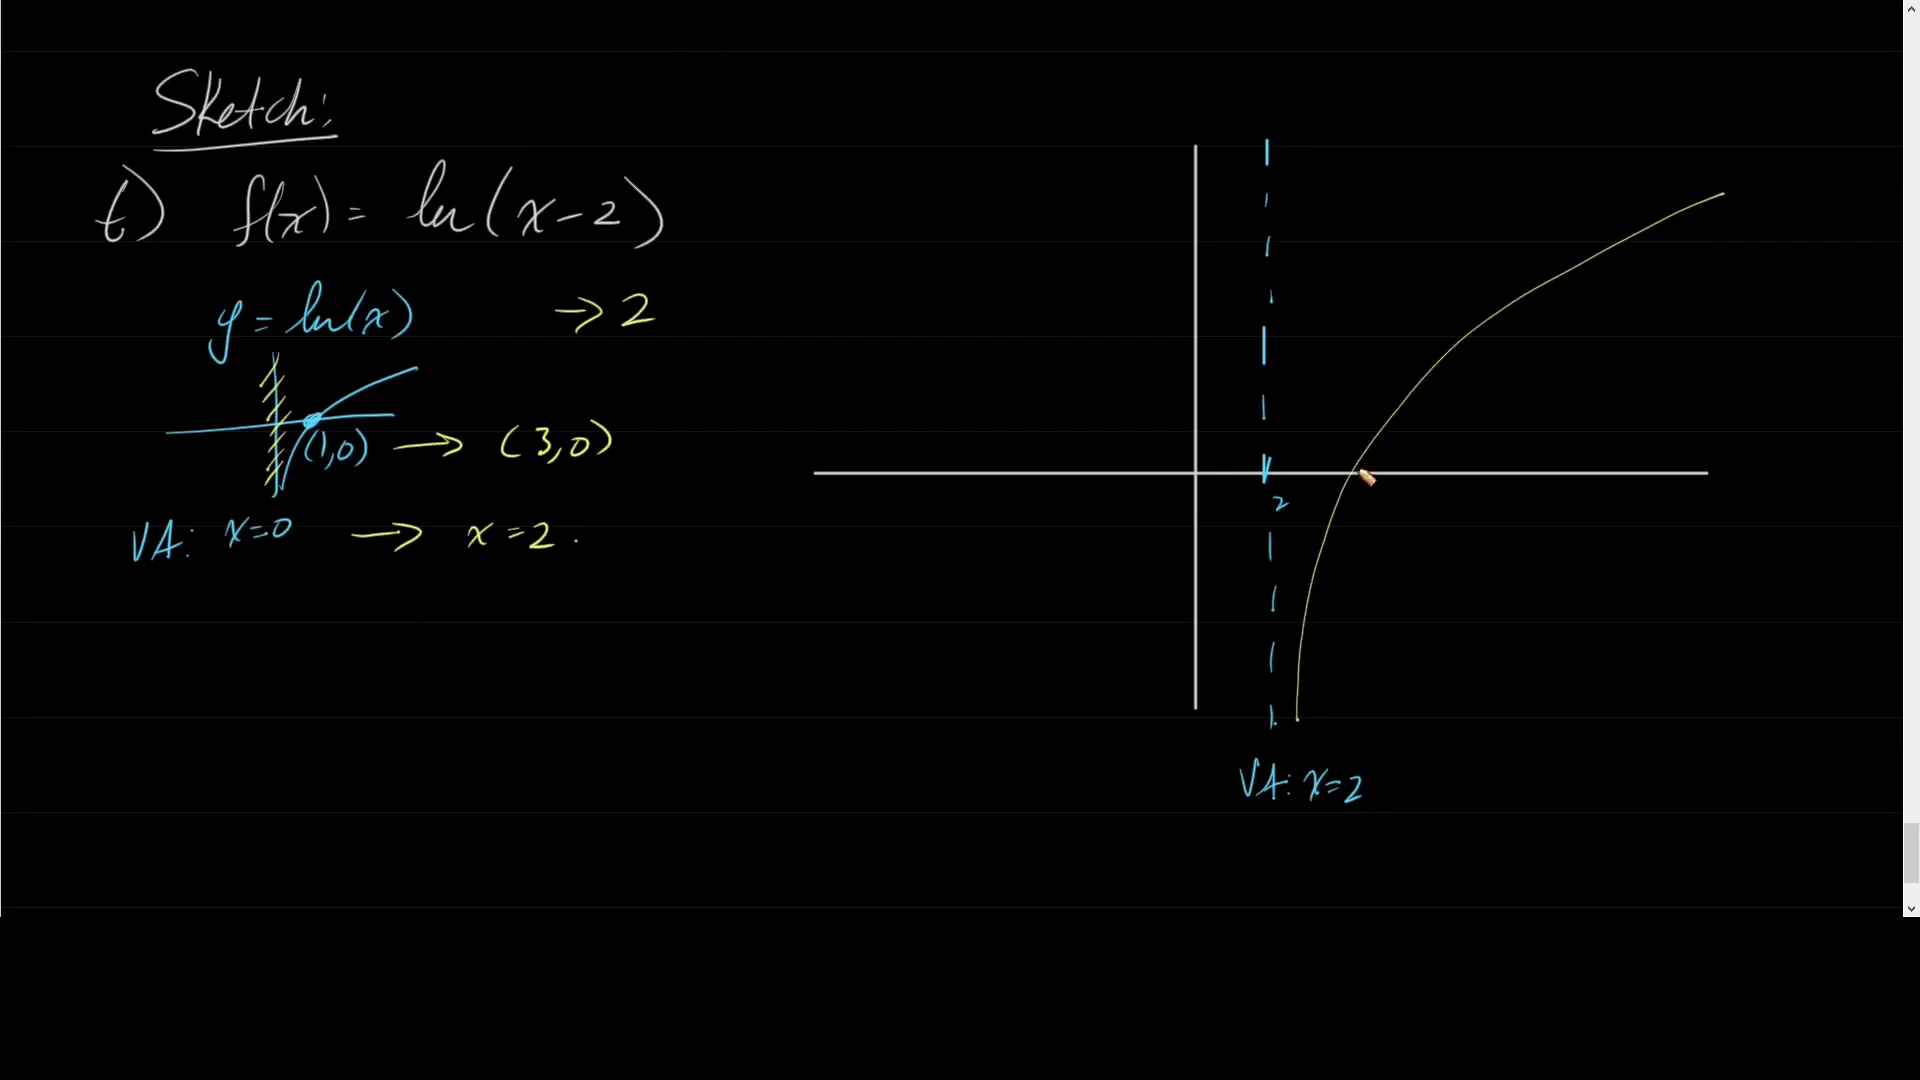 Sketch:
t) f(x) = ln(x-2)
y = ln(x) → 2
(1,0) → (3,0)
VA: x=0 → x=2.
2
VA: x=2